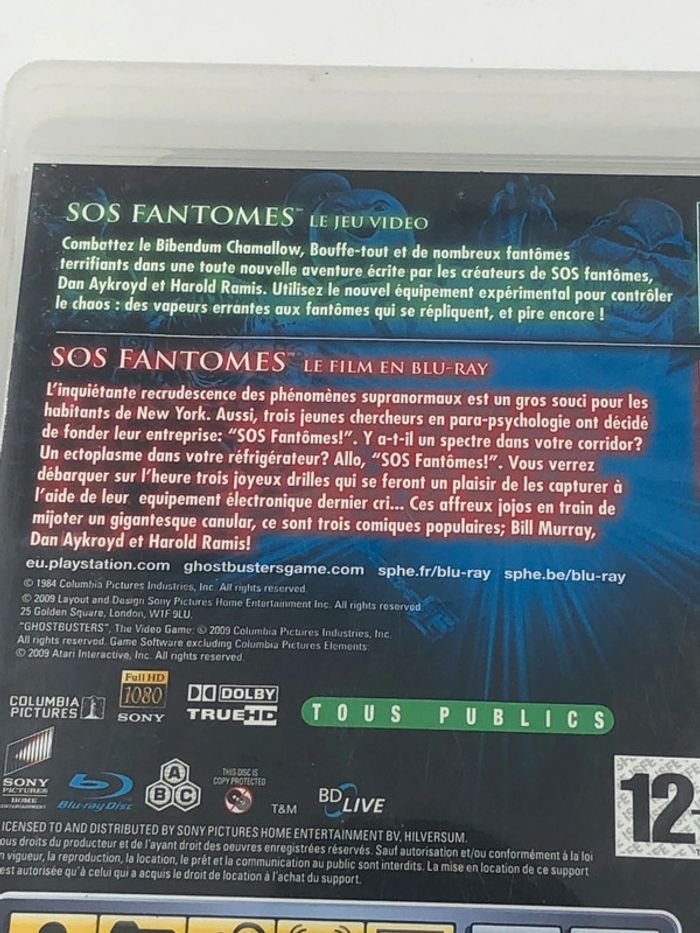 SOS FANTOMES™ LE JEU VIDEO
Combattez le Bibendum Chamallow, Bouffe-tout et de nombreux fantômes
terrifiants dans une toute nouvelle aventure écrite par les créateurs de SOS fantômes,
Dan Aykroyd et Harold Ramis. Utilisez le nouvel équipement expérimental pour contrôler
le chaos : des vapeurs errantes aux fantômes qui se répliquent, et pire encore !
SOS FANTOMES™ LE FILM EN BLU-RAY
L'inquiétante recrudescence des phénomènes supranormaux est un gros souci pour les
habitants de New York. Aussi, trois jeunes chercheurs en para-psychologie ont décidé
de fonder leur entreprise: “SOS Fantômes!”. Y a-t-il un spectre dans votre corridor?
Un ectoplasme dans votre réfrigérateur? Allo, “SOS Fantômes!”. Vous verrez
débarquer sur l'heure trois joyeux drilles qui se feront un plaisir de les capturer à
l'aide de leur equipement électronique dernier cri... Ces affreux jojos en train de
mijoter un gigantesque canular, ce sont trois comiques populaires; Bill Murray,
Dan Aykroyd et Harold Ramis!
eu.playstation.com ghostbustersgame.com sphe.fr/blu-ray sphe.be/blu-ray
© 1984 Columbia Pictures Industries, Inc. All rights reserved.
© 2009 Layout and Design Sony Pictures Home Entertainment Inc. All rights reserved.
25 Golden Square, London, W1F 9LU.
"GHOSTBUSTERS", The Video Game: © 2009 Columbia Pictures Industries, Inc.
All rights reserved. Game Software excluding Columbia Pictures Elements:
© 2009 Atari Interactive, Inc. All rights reserved
COLUMBIA PICTURES
Full HD 1080 SONY
DOLBY TRUEHD
TOUS PUBLICS
SONY PICTURES HOME ENTERTAINMENT
Blu-ray Disc
A B C
THIS DISC IS COPY PROTECTED
T&M
BD LIVE
12
ICENSED TO AND DISTRIBUTED BY SONY PICTURES HOME ENTERTAINMENT BV, HILVERSUM.
ous droits du producteur et de l'ayant droit des oeuvres enregistrées réservés. Sauf autorisation et/ou conformément à la loi
n vigueur, la reproduction, la location, le prêt et la communication au public sont interdits. La mise en location de ce support
est autorisée qu'à celui qui a acquis le droit de location à l'achat du support.